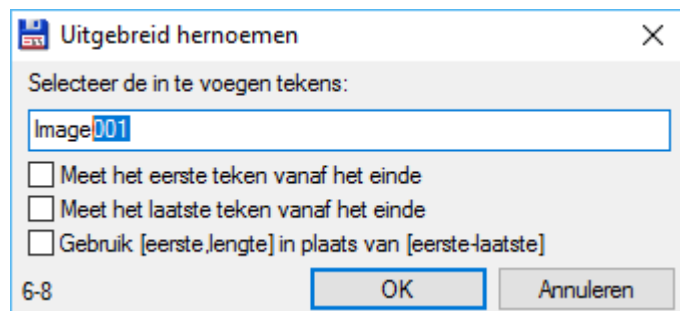 Uitgebreid hernoemen
Selecteer de in te voegen tekens:
Image001
Meet het eerste teken vanaf het einde
Meet het laatste teken vanaf het einde
Gebruik [eerste,lengte] in plaats van [eerste-laatste]
6-8 OK Annuleren